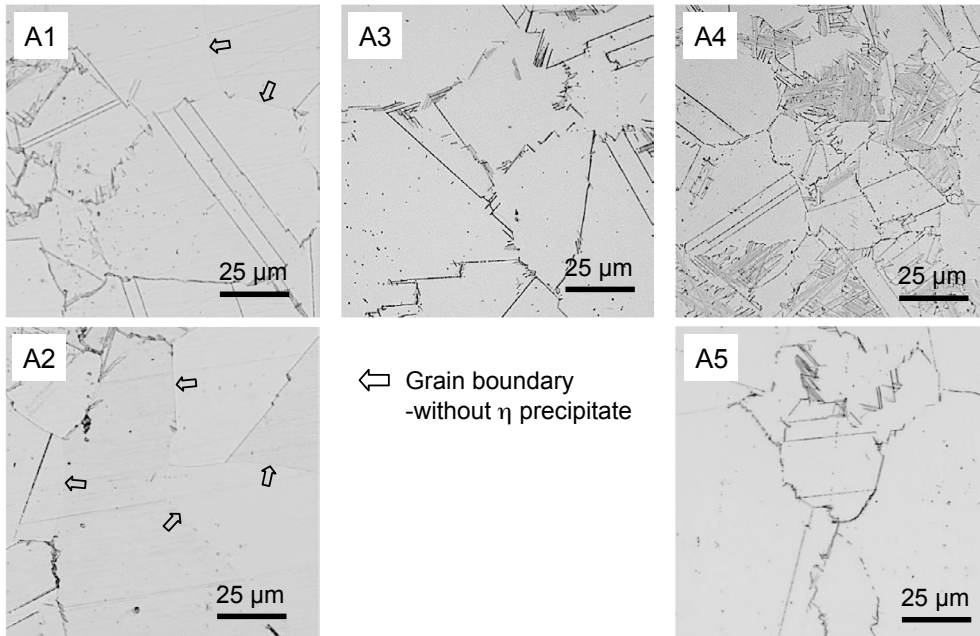 A1
25 μm
A3
25 μm
A4
25 μm
A2
25 μm
Grain boundary
-without η precipitate
A5
25 μm